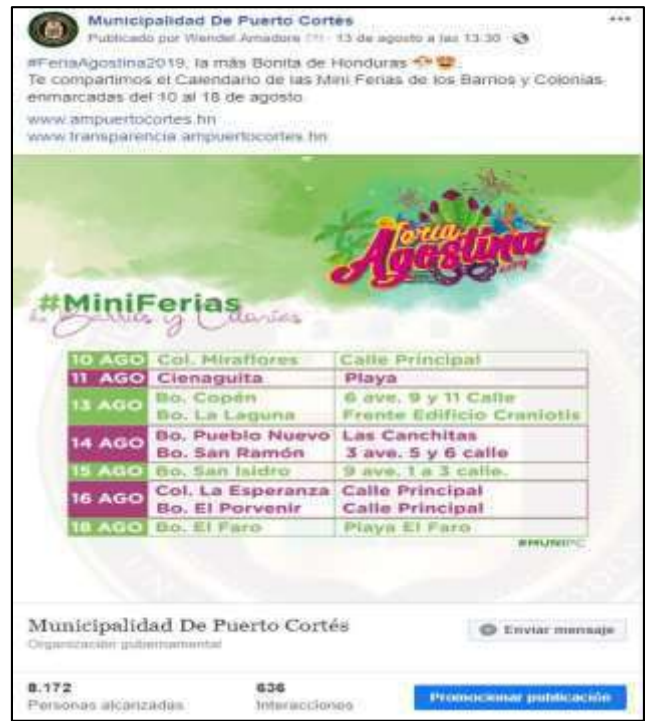 Municipalidad De Puerto Cortés
Publicado por Wendel Amadore · 13 de agosto a las 13:30 ·
#FeriaAgostina2019, la más Bonita de Honduras
Te compartimos el Calendario de las Mini Ferias de los Barrios y Colonias
enmarcadas del 10 al 18 de agosto.
www.ampuertocortes.hn
www.transparencia.ampuertocortes.hn
Feria
Agostina
2019
#MiniFerias
de Barrios y Colonias
10 AGO Col. Miraflores Calle Principal
11 AGO Cienaguita Playa
13 AGO Bo. Copén 6 ave. 9 y 11 Calle
Bo. La Laguna Frente Edificio Craniotis
14 AGO Bo. Pueblo Nuevo Las Canchitas
Bo. San Ramón 3 ave. 5 y 6 calle
15 AGO Bo. San Isidro 9 ave. 1 a 3 calle.
16 AGO Col. La Esperanza Calle Principal
Bo. El Porvenir Calle Principal
18 AGO Bo. El Faro Playa El Faro
#MUNIPC
Municipalidad De Puerto Cortés
Organización gubernamental
Enviar mensaje
8.172
Personas alcanzadas
636
Interacciones
Promocionar publicación